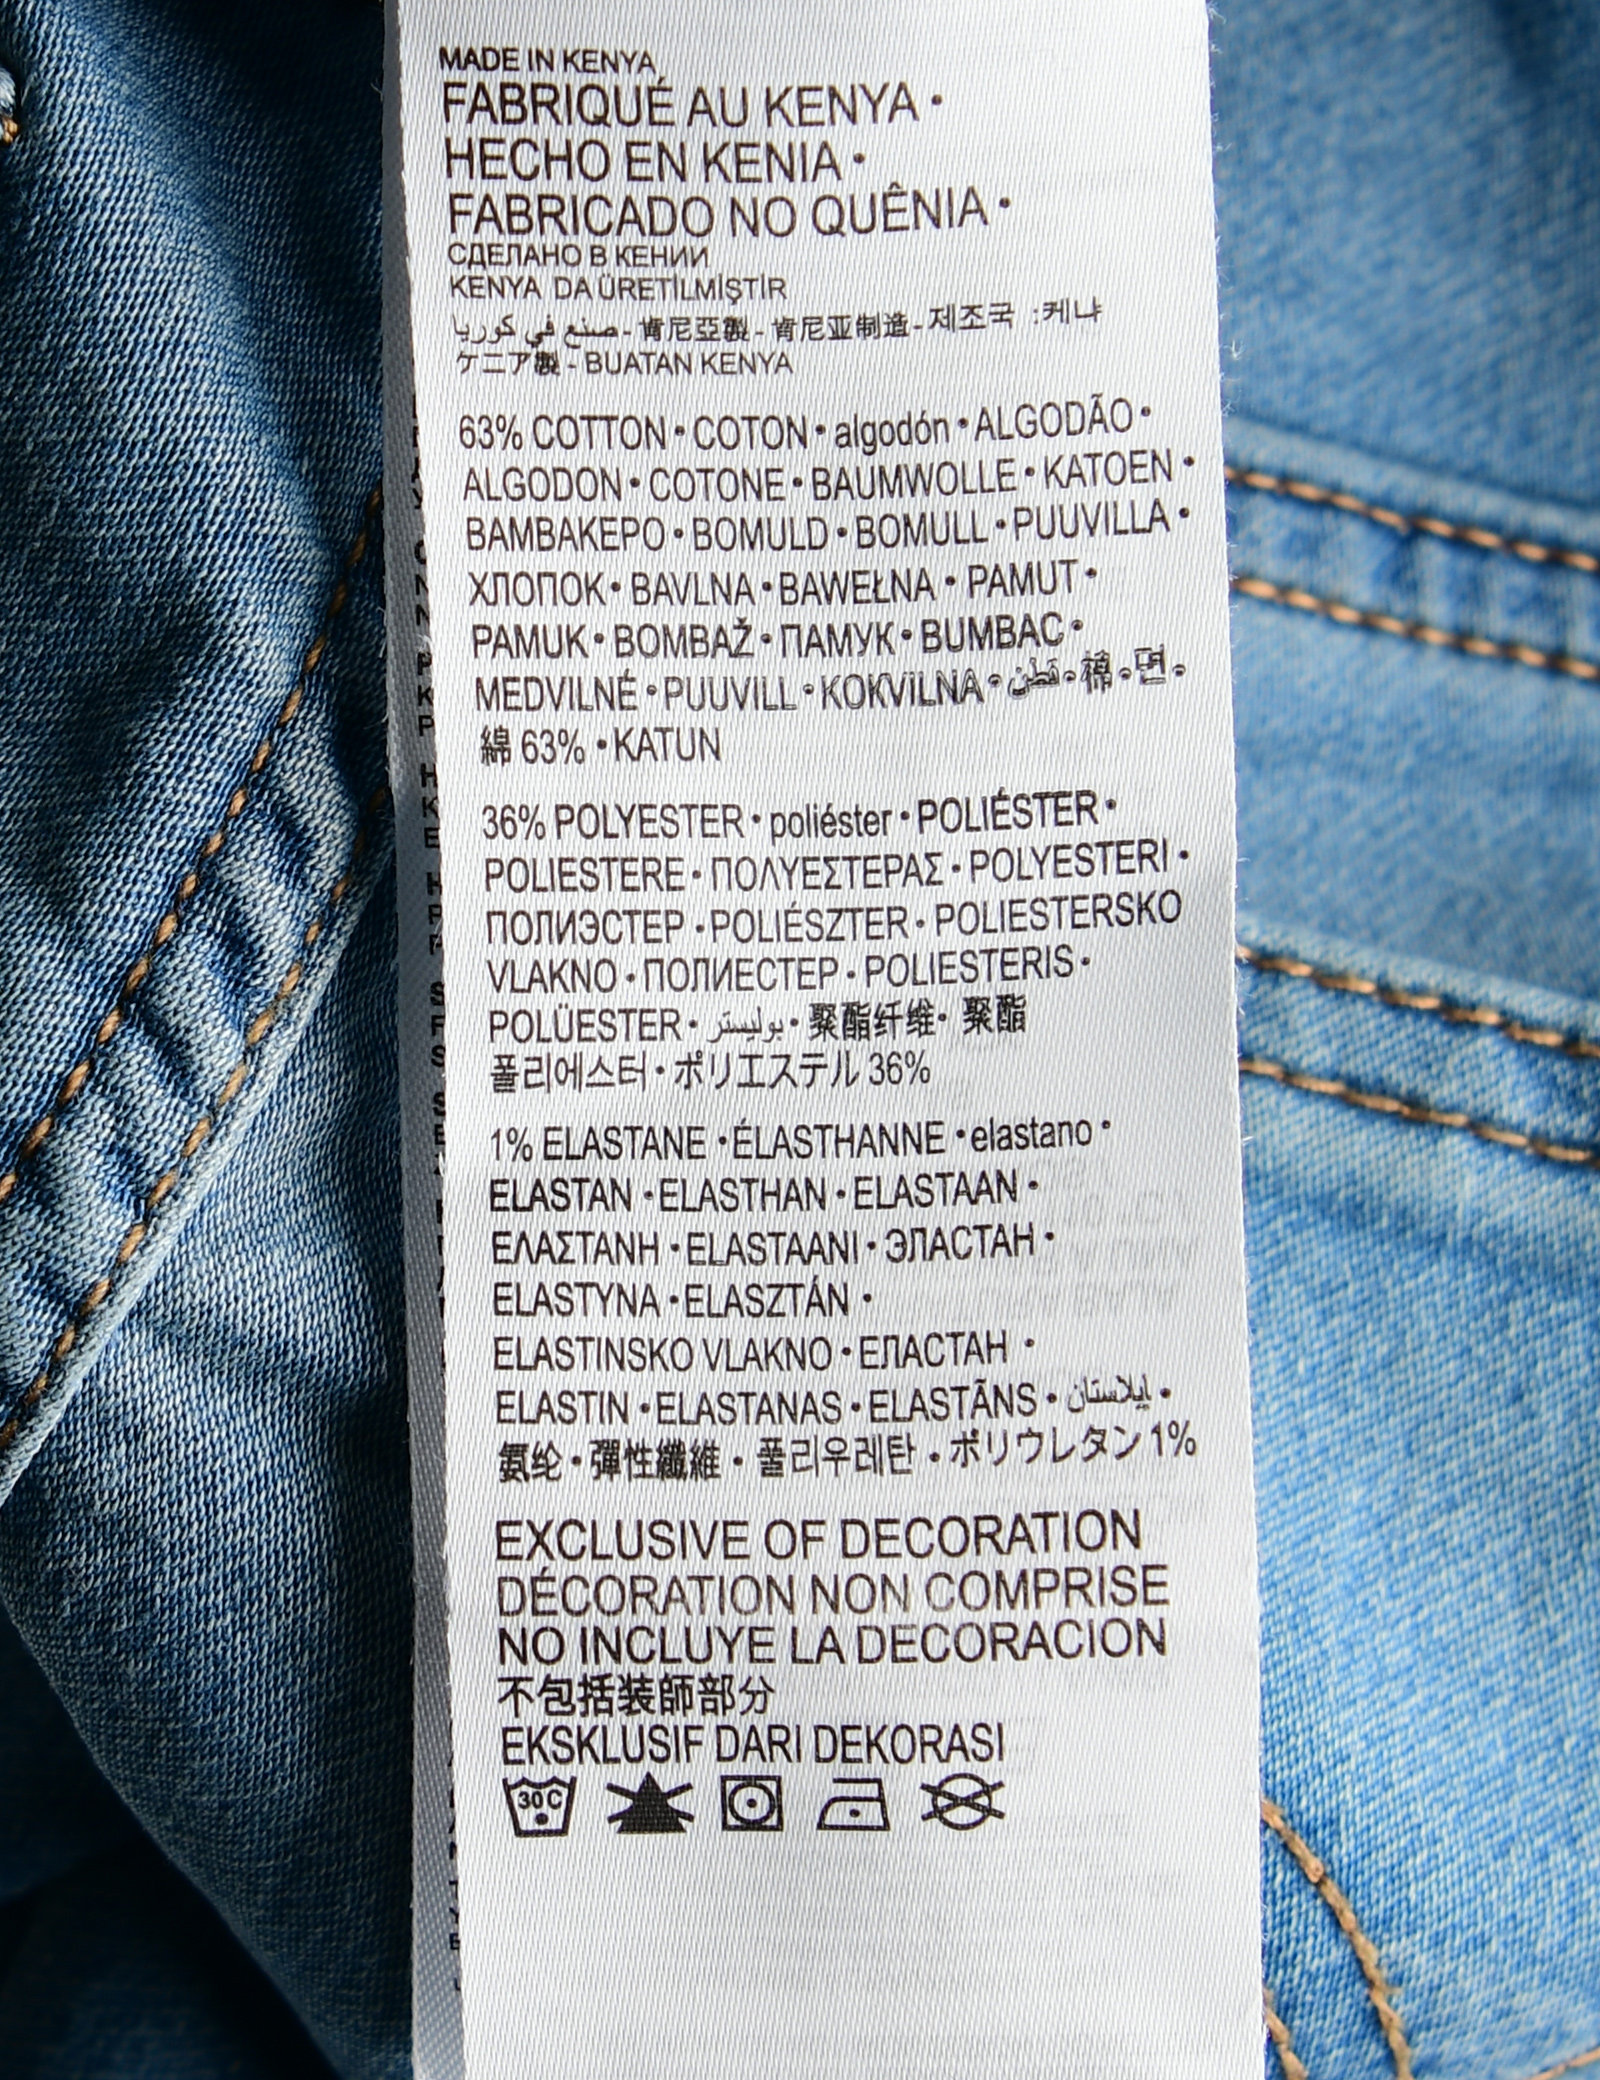 MADE IN KENYA
FABRIQUÉ AU KENYA •
HECHO EN KENIA •
FABRICADO NO QUÊNIA •
СДЕЛАНО В КЕНИИ
KENYA DA ÜRETİLMİŞTİR
صنع في كوريا - 肯尼亞製 - 肯尼亚制造 - 제조국 :케냐
ケニア製 - BUATAN KENYA
63% COTTON • COTON • algodón • ALGODÃO •
ALGODON • COTONE • BAUMWOLLE • KATOEN •
BAMBAKEPO • BOMULD • BOMULL • PUUVILLA •
ХЛОПОК • BAVLNA • BAWEŁNA • PAMUT •
PAMUK • BOMBAŽ • ПАМУК • BUMBAC •
MEDVILNÉ • PUUVILL • KOKVILNA • قطن • 棉 • 면 •
綿 63% • KATUN
36% POLYESTER • poliéster • POLIÉSTER •
POLIESTERE • ΠΟΛΥΕΣΤΕΡΑΣ • POLYESTERI •
ПОЛИЭСТЕР • POLIÉSZTER • POLIESTERSKO
VLAKNO • ПОЛИЕСТЕР • POLIESTERIS •
POLÜESTER • بوليستر • 聚酯纤维 • 聚酯
폴리에스터 • ポリエステル 36%
1% ELASTANE • ÉLASTHANNE • elastano •
ELASTAN • ELASTHAN • ELASTAAN •
ΕΛΑΣΤΑΝΗ • ELASTAANI • ЭЛАСТАН •
ELASTYNA • ELASZTÁN •
ELASTINSKO VLAKNO • ЕЛАСТАН •
ELASTIN • ELASTANAS • ELASTĀNS • إيلاستان •
氨纶 • 彈性纖維 • 폴리우레탄 • ポリウレタン 1%
EXCLUSIVE OF DECORATION
DÉCORATION NON COMPRISE
NO INCLUYE LA DECORACION
不包括装師部分
EKSKLUSIF DARI DEKORASI
30C